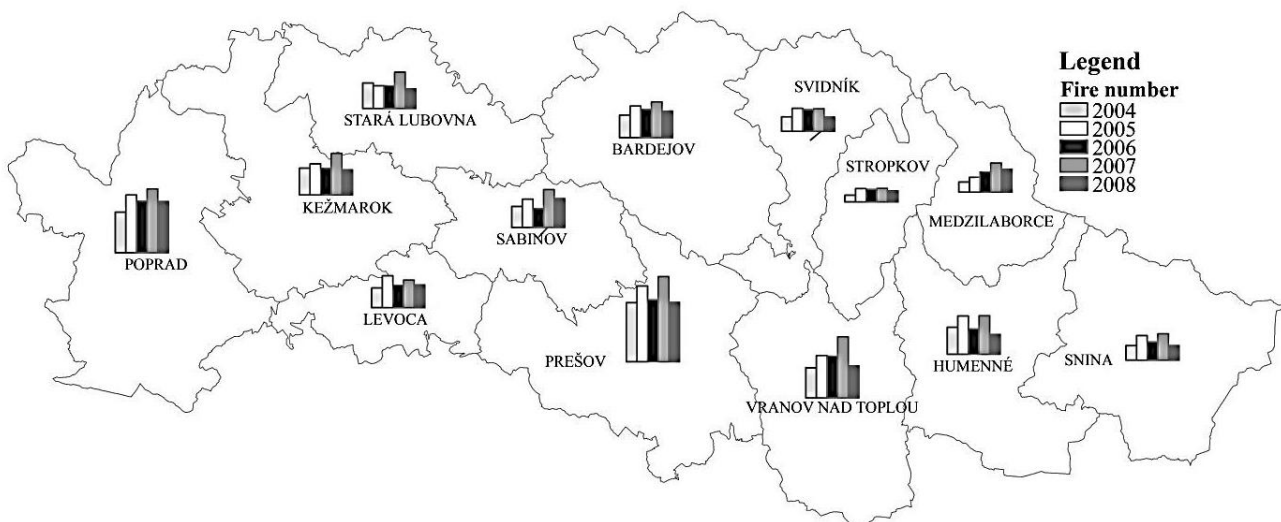 Legend
Fire number
2004
2005
2006
2007
2008
SVIDNÍK
STARÁ LUBOVNA
BARDEJOV
STROPKOV
KEŽMAROK
MEDZILABORCE
SABINOV
POPRAD
LEVOCA
PREŠOV
HUMENNÉ
SNINA
VRANOV NAD TOPLOU